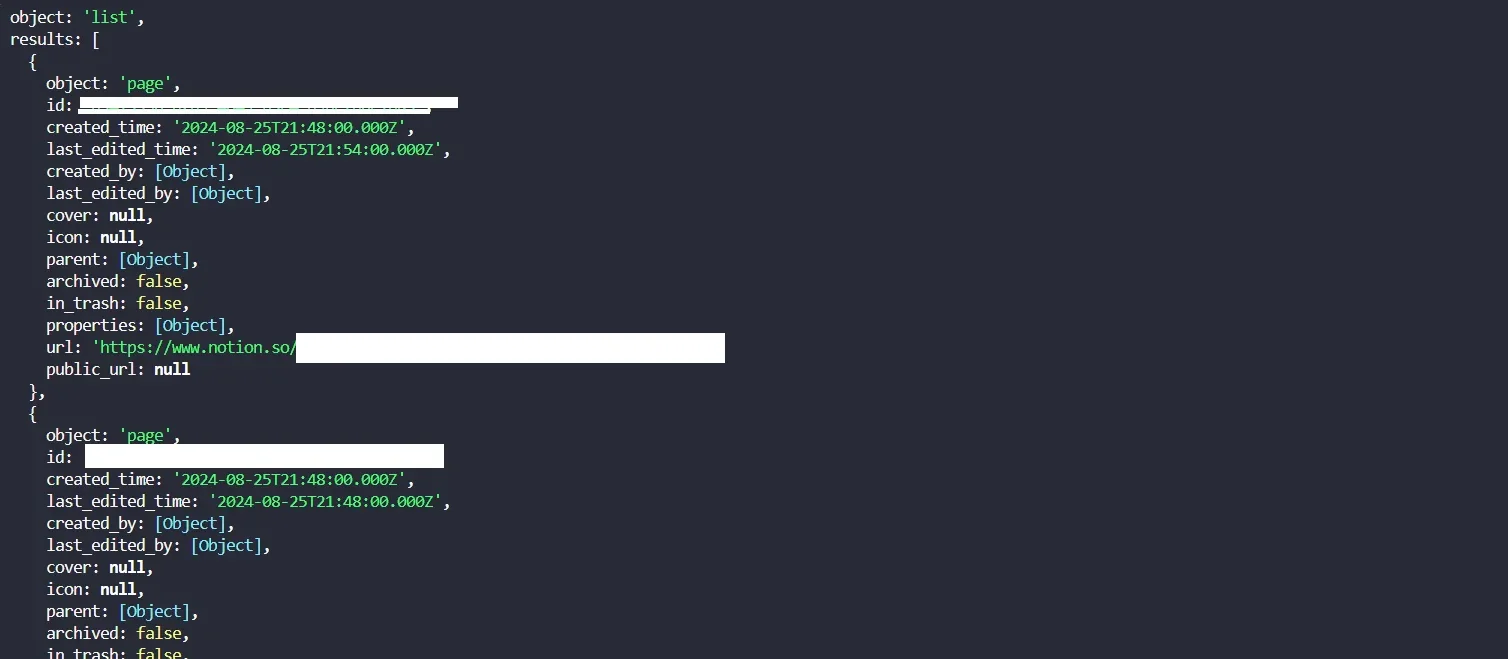 object: 'list',
results: [
{
object: 'page',
id:
created_time: '2024-08-25T21:48:00.000Z',
last_edited_time: '2024-08-25T21:54:00.000Z',
created_by: [Object],
last_edited_by: [Object],
cover: null,
icon: null,
parent: [Object],
archived: false,
in_trash: false,
properties: [Object],
url: 'https://www.notion.so/
public_url: null
},
{
object: 'page',
id:
created_time: '2024-08-25T21:48:00.000Z',
last_edited_time: '2024-08-25T21:48:00.000Z',
created_by: [Object],
last_edited_by: [Object],
cover: null,
icon: null,
parent: [Object],
archived: false,
in_trash: false,